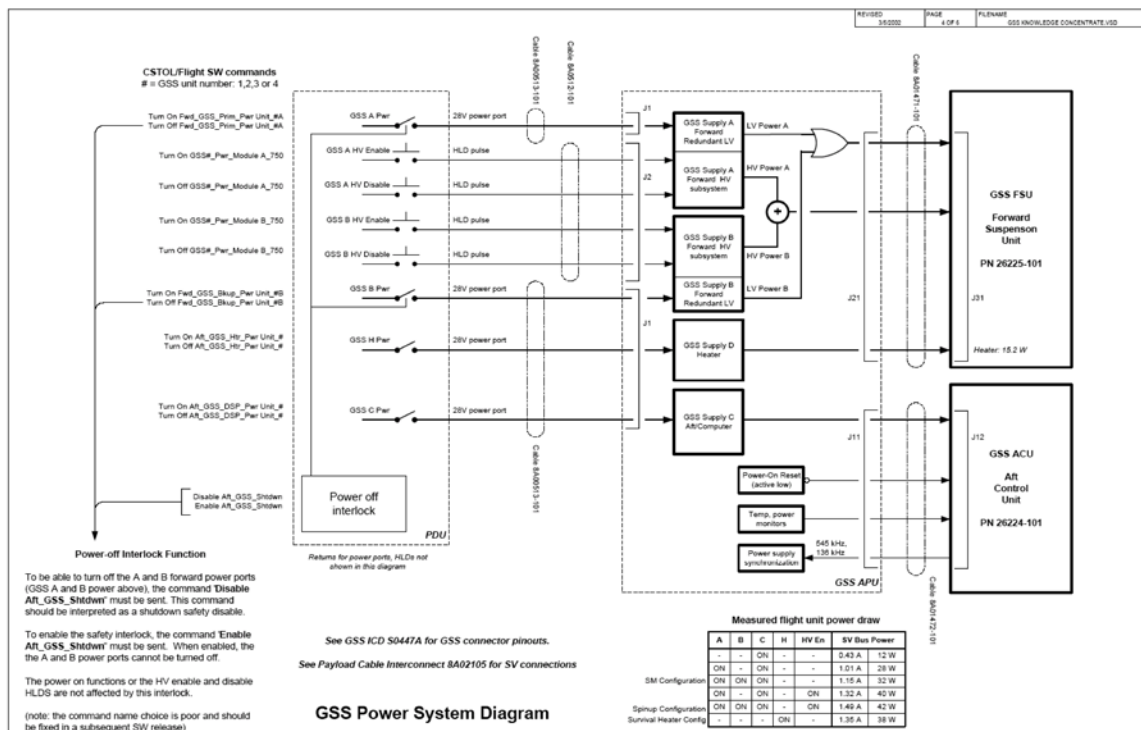 REVISED
3/5/2002
PAGE
4 OF 6
FILENAME
GSS KNOWLEDGE CONCENTRATE.VSD
CSTOL/Flight SW commands
# = GSS unit number: 1,2,3 or 4
Turn On Fwd_GSS_Prim_Pwr Unit_#A
Turn Off Fwd_GSS_Prim_Pwr Unit_#A
Turn On GSS#_Pwr_Module A_750
Turn Off GSS#_Pwr_Module A_750
Turn On GSS#_Pwr_Module B_750
Turn Off GSS#_Pwr_Module B_750
Turn On Fwd_GSS_Bkup_Pwr Unit_#B
Turn Off Fwd_GSS_Bkup_Pwr Unit_#B
Turn On Aft_GSS_Htr_Pwr Unit_#
Turn Off Aft_GSS_Htr_Pwr Unit_#
Turn On Aft_GSS_DSP_Pwr Unit_#
Turn Off Aft_GSS_DSP_Pwr Unit_#
Disable Aft_GSS_Shtdwn
Enable Aft_GSS_Shtdwn
GSS A Pwr
GSS A HV Enable
GSS A HV Disable
GSS B HV Enable
GSS B HV Disable
GSS B Pwr
GSS H Pwr
GSS C Pwr
Power off
interlock
PDU
Returns for power ports, HLDs not
shown in this diagram
28V power port
HLD pulse
HLD pulse
HLD pulse
HLD pulse
28V power port
28V power port
28V power port
Cable 8A00513-101
Cable 8A0512-101
Cable 8A00513-101
J1
J2
J1
GSS Supply A
Forward
Redundant LV
GSS Supply A
Forward HV
subsystem
GSS Supply B
Forward HV
subsystem
GSS Supply B
Forward
Redundant LV
GSS Supply D
Heater
GSS Supply C
Aft/Computer
Power-On Reset
(active low)
Temp, power
monitors
Power supply
synchronization
LV Power A
HV Power A
+
HV Power B
LV Power B
545 kHz,
136 kHz
GSS APU
J21
J11
Cable 8A01471-101
Cable 8A01472-101
GSS FSU
Forward
Suspenson
Unit
PN 26225-101
J31
Heater: 15.2 W
J12
GSS ACU
Aft
Control
Unit
PN 26224-101
Power-off Interlock Function
To be able to turn off the A and B forward power ports
(GSS A and B power above), the command 'Disable
Aft_GSS_Shtdwn' must be sent. This command
should be interpreted as a shutdown safety disable.
To enable the safety interlock, the command 'Enable
Aft_GSS_Shtdwn' must be sent. When enabled, the
the A and B power ports cannot be turned off.
The power on functions or the HV enable and disable
HLDS are not affected by this interlock.
(note: the command name choice is poor and should
be fixed in a subsequent SW release)
See GSS ICD S0447A for GSS connector pinouts.
See Payload Cable Interconnect 8A02105 for SV connections
GSS Power System Diagram
Measured flight unit power draw
A B C H HV En SV Bus Power
- - ON - - 0.43 A 12 W
ON - ON - - 1.01 A 28 W
SM Configuration ON ON ON - - 1.15 A 32 W
ON - ON - ON 1.32 A 40 W
Spinup Configuration ON ON ON - ON 1.49 A 42 W
Survival Heater Config - - - ON - 1.35 A 38 W